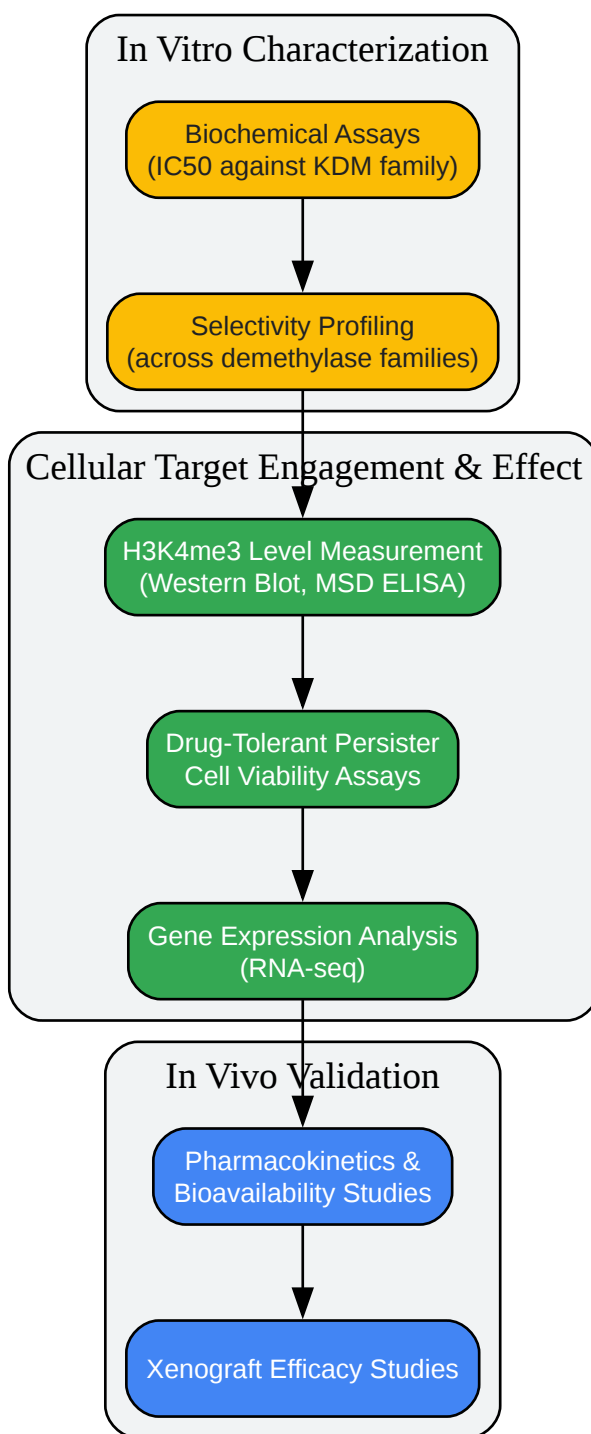 In Vitro Characterization
Biochemical Assays
(IC50 against KDM family)
Selectivity Profiling
(across demethylase families)
Cellular Target Engagement & Effect
H3K4me3 Level Measurement
(Western Blot, MSD ELISA)
Drug-Tolerant Persister
Cell Viability Assays
Gene Expression Analysis
(RNA-seq)
In Vivo Validation
Pharmacokinetics &
Bioavailability Studies
Xenograft Efficacy Studies